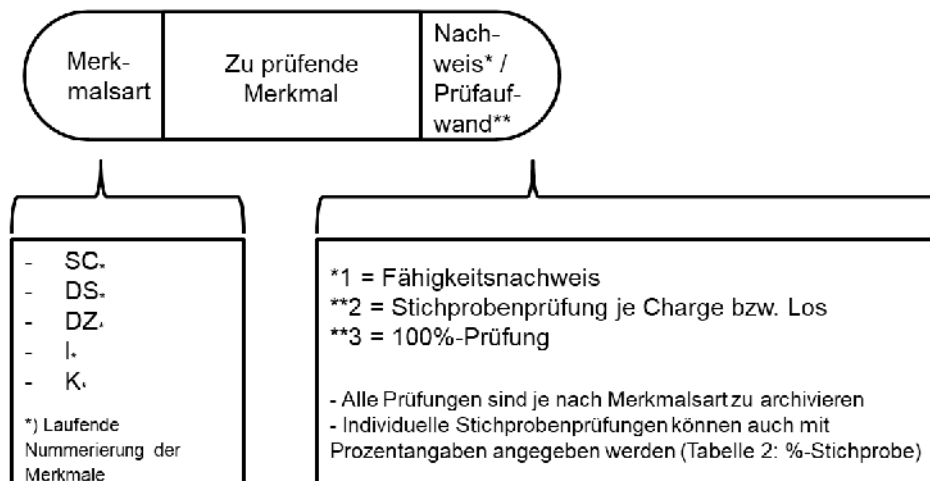 Merk-
malsart
Zu prüfende
Merkmal
Nach-
weis* /
Prüfauf-
wand**
- SC*
- DS*
- DZ*
- I*
- K*
*) Laufende
Nummerierung der
Merkmale
*1 = Fähigkeitsnachweis
**2 = Stichprobenprüfung je Charge bzw. Los
**3 = 100%-Prüfung
- Alle Prüfungen sind je nach Merkmalsart zu archivieren
- Individuelle Stichprobenprüfungen können auch mit
Prozentangaben angegeben werden (Tabelle 2: %-Stichprobe)